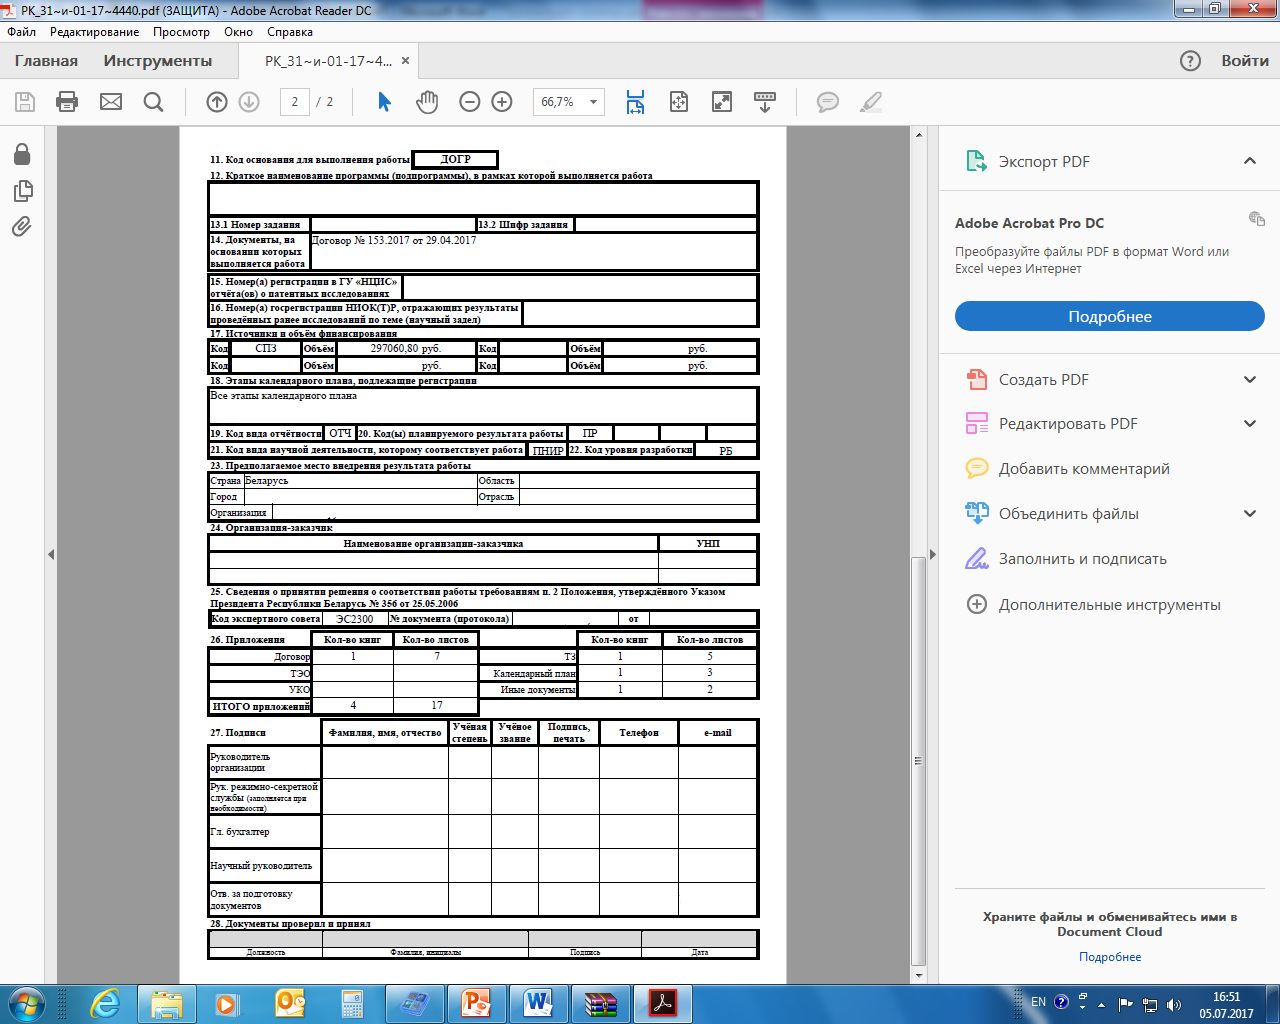 PK_31~и-01-17~4440.pdf (ЗАЩИТА) - Adobe Acrobat Reader DC
Файл Редактирование Просмотр Окно Справка
Главная Инструменты PK_31~и-01-17~4... × Войти
2 / 2 66,7%
11. Код основания для выполнения работы ДОГР
12. Краткое наименование программы (подпрограммы), в рамках которой выполняется работа
13.1 Номер задания 13.2 Шифр задания
14. Документы, на основании которых выполняется работа Договор № 153.2017 от 29.04.2017
15. Номер(а) регистрации в ГУ «НЦИС»
отчёта(ов) о патентных исследованиях
16. Номер(а) госрегистрации НИОК(Т)Р, отражающих результаты
проведённых ранее исследований по теме (научный задел)
17. Источники и объём финансирования
Код СПЗ Объём 297060,80 руб. Код Объём руб.
Код Объём руб. Код Объём руб.
18. Этапы календарного плана, подлежащие регистрации
Все этапы календарного плана
19. Код вида отчётности ОТЧ 20. Код(ы) планируемого результата работы ПР
21. Код вида научной деятельности, которому соответствует работа ПНИР 22. Код уровня разработки РБ
23. Предполагаемое место внедрения результата работы
Страна Беларусь Область
Город Отрасль
Организация
24. Организация-заказчик
Наименование организации-заказчика УНП
25. Сведения о принятии решения о соответствии работы требованиям п. 2 Положения, утверждённого Указом
Президента Республики Беларусь № 356 от 25.05.2006
Код экспертного совета ЭС2300 № документа (протокола) от
26. Приложения Кол-во книг Кол-во листов Кол-во книг Кол-во листов
Договор 1 7 ТЗ 1 5
ТЭО Календарный план 1 3
УКО Иные документы 1 2
ИТОГО приложений 4 17
27. Подписи Фамилия, имя, отчество Учёная степень Учёное звание Подпись, печать Телефон e-mail
Руководитель
организации
Рук. режимно-секретной
службы (заполняется при
необходимости)
Гл. бухгалтер
Научный руководитель
Отв. за подготовку
документов
28. Документы проверил и принял
Должность Фамилия, инициалы Подпись Дата
Экспорт PDF
Adobe Acrobat Pro DC
Преобразуйте файлы PDF в формат Word или
Excel через Интернет
Подробнее
Создать PDF
Редактировать PDF
Добавить комментарий
Объединить файлы
Заполнить и подписать
Дополнительные инструменты
Храните файлы и обменивайтесь ими в
Document Cloud
Подробнее
EN 16:51
05.07.2017